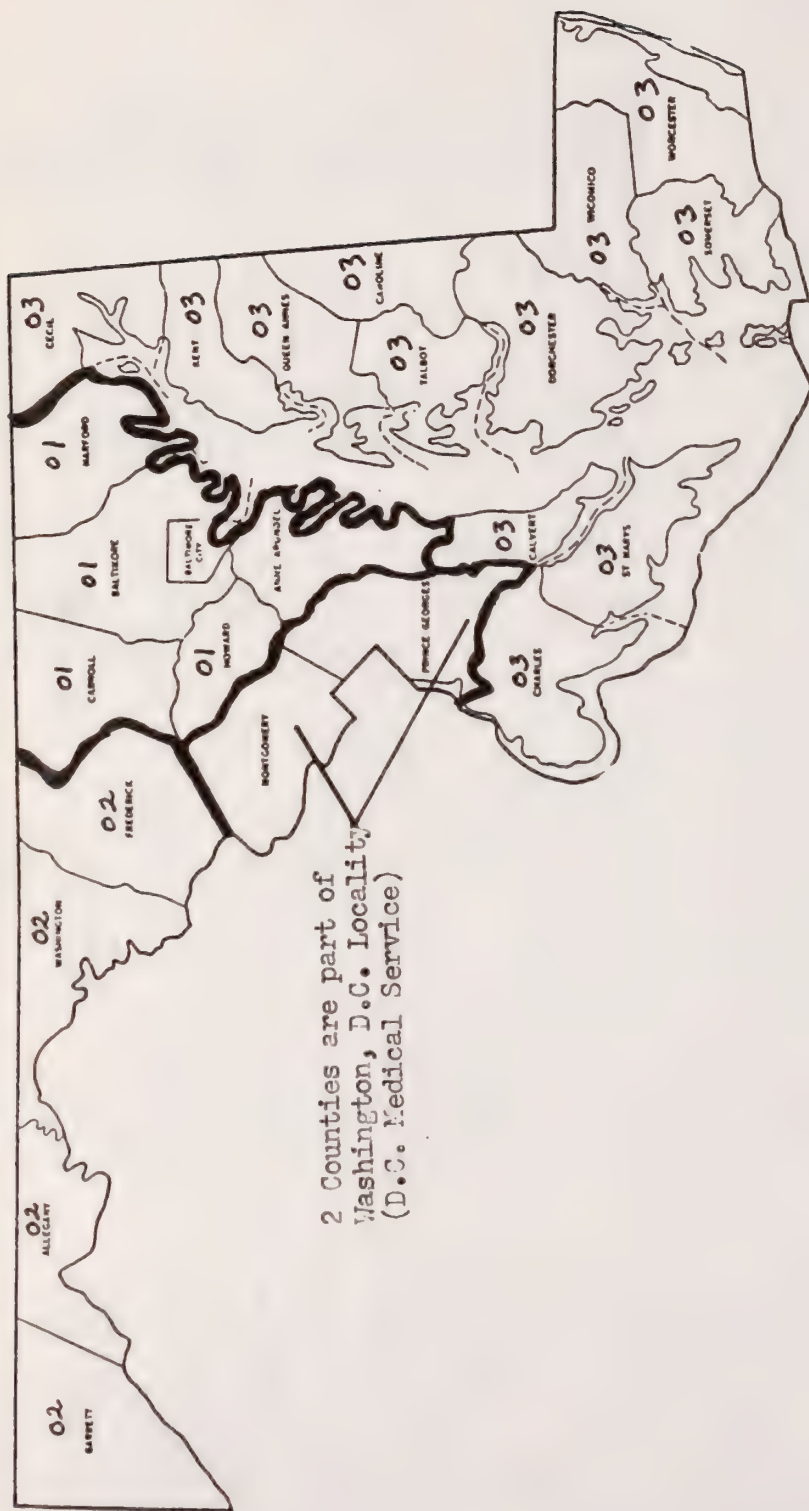 02
GARRETT
02
ALLEGANY
02
WASHINGTON
02
FREDERICK
01
CARROLL
01
BALTIMORE
01
HARFORD
03
CECIL
BALTIMORE
CITY
01
HOWARD
MONTGOMERY
ANNE ARUNDEL
PRINCE GEORGES
KENT 03
03
QUEEN ANNES
03
CAROLINE
03
TALBOT
03
CALVERT
03
CHARLES
03
ST MARYS
03
DORCHESTER
03 WICOMICO
03
SOMERSET
03
WORCESTER
2 Counties are part of
Washington, D.C. Locality
(D.C. Medical Service)